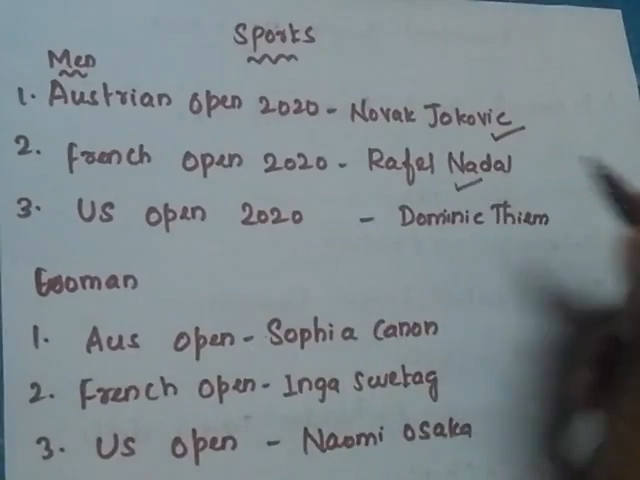 Sports
Men
1. Austrian open 2020 - Novak Jokovic
2. French open 2020 - Rafel Nadal
3. US open 2020 - Dominic Thiem
Wooman
1. Aus open - Sophia Canon
2. French open - Inga Swetag
3. US open - Naomi Osaka